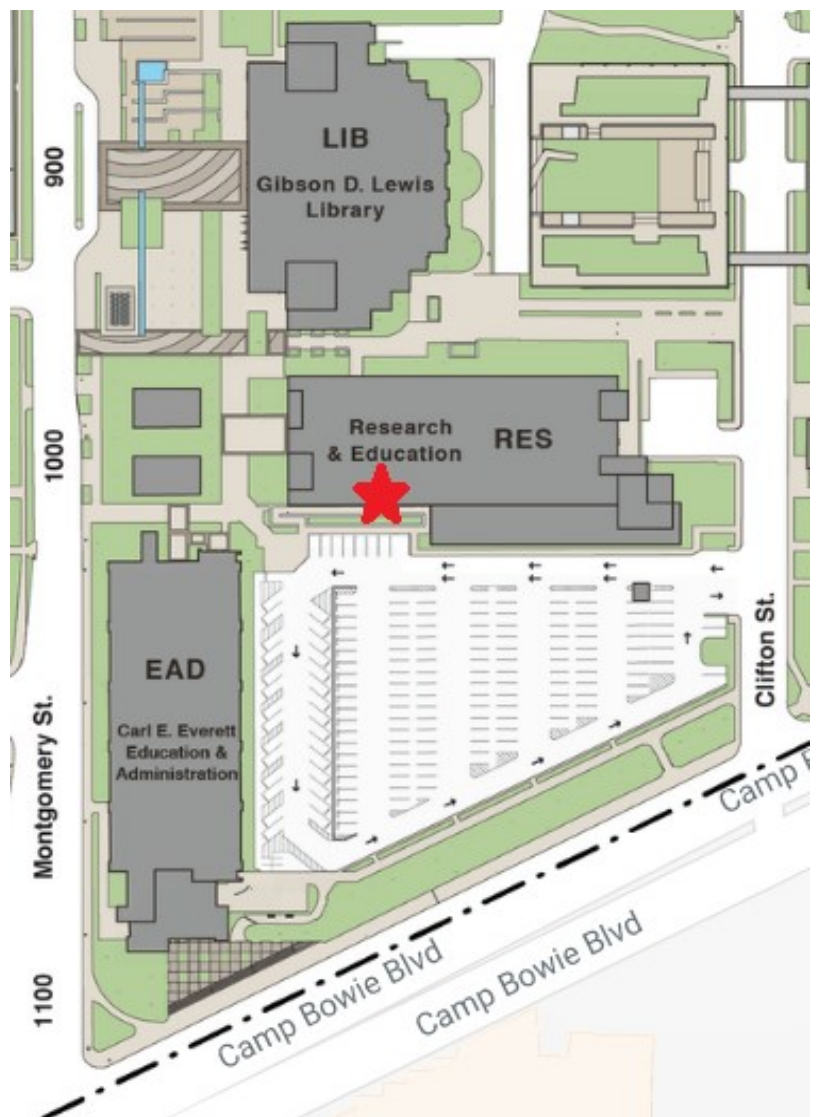 900
LIB
Gibson D. Lewis
Library
1000
Research
& Education
RES
EAD
Carl E. Everett
Education &
Administration
Montgomery St.
Clifton St.
1100
Camp Bowie Blvd
Camp Bowie Blvd
Camp B